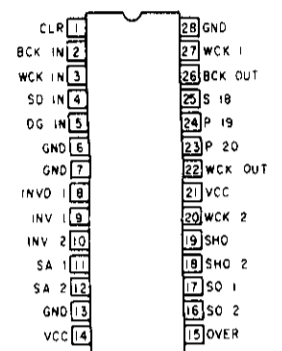 CLR 1 28 GND
BCK IN 2 27 WCK 1
WCK IN 3 26 BCK OUT
SD IN 4 25 S 18
DG IN 5 24 P 19
GND 6 23 P 20
GND 7 22 WCK OUT
INVO 1 8 21 VCC
INV 1 9 20 WCK 2
INV 2 10 19 SHO
SA 1 11 18 SHO 2
SA 2 12 17 SO 1
GND 13 16 SO 2
VCC 14 15 OVER